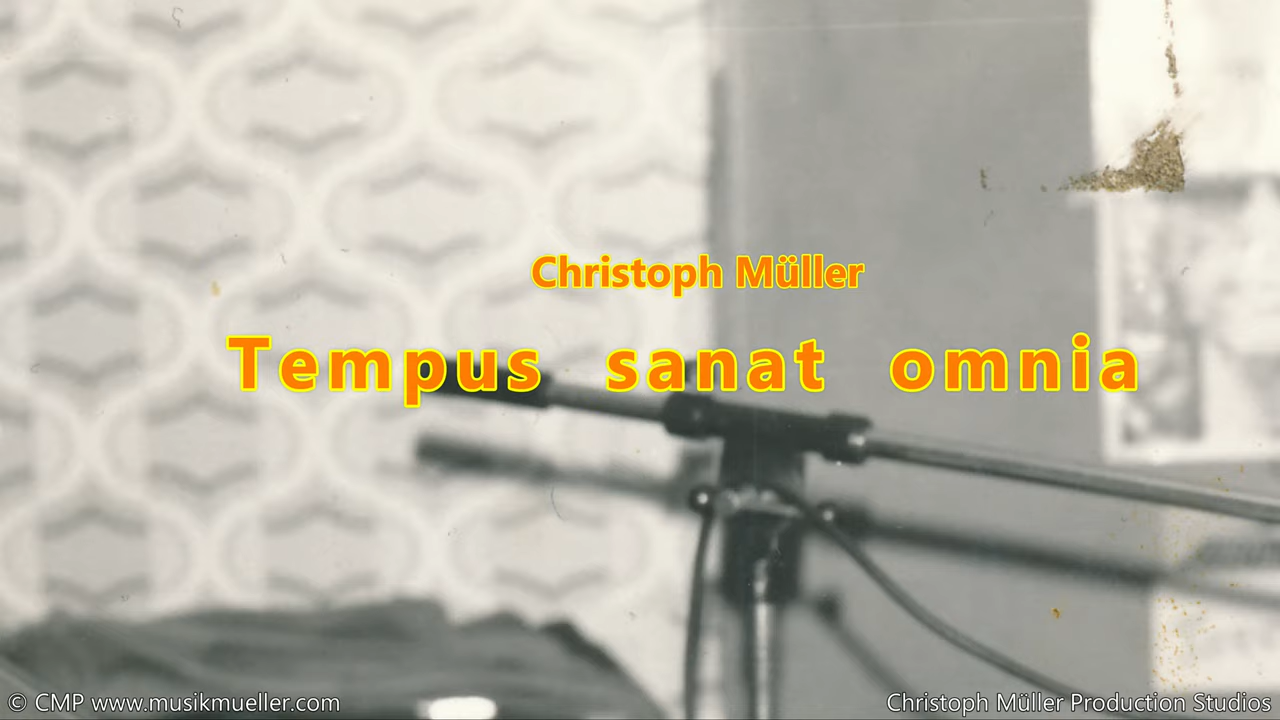 Christoph Müller
Tempus sanat omnia
© CMP www.musikmueller.com
Christoph Müller Production Studios